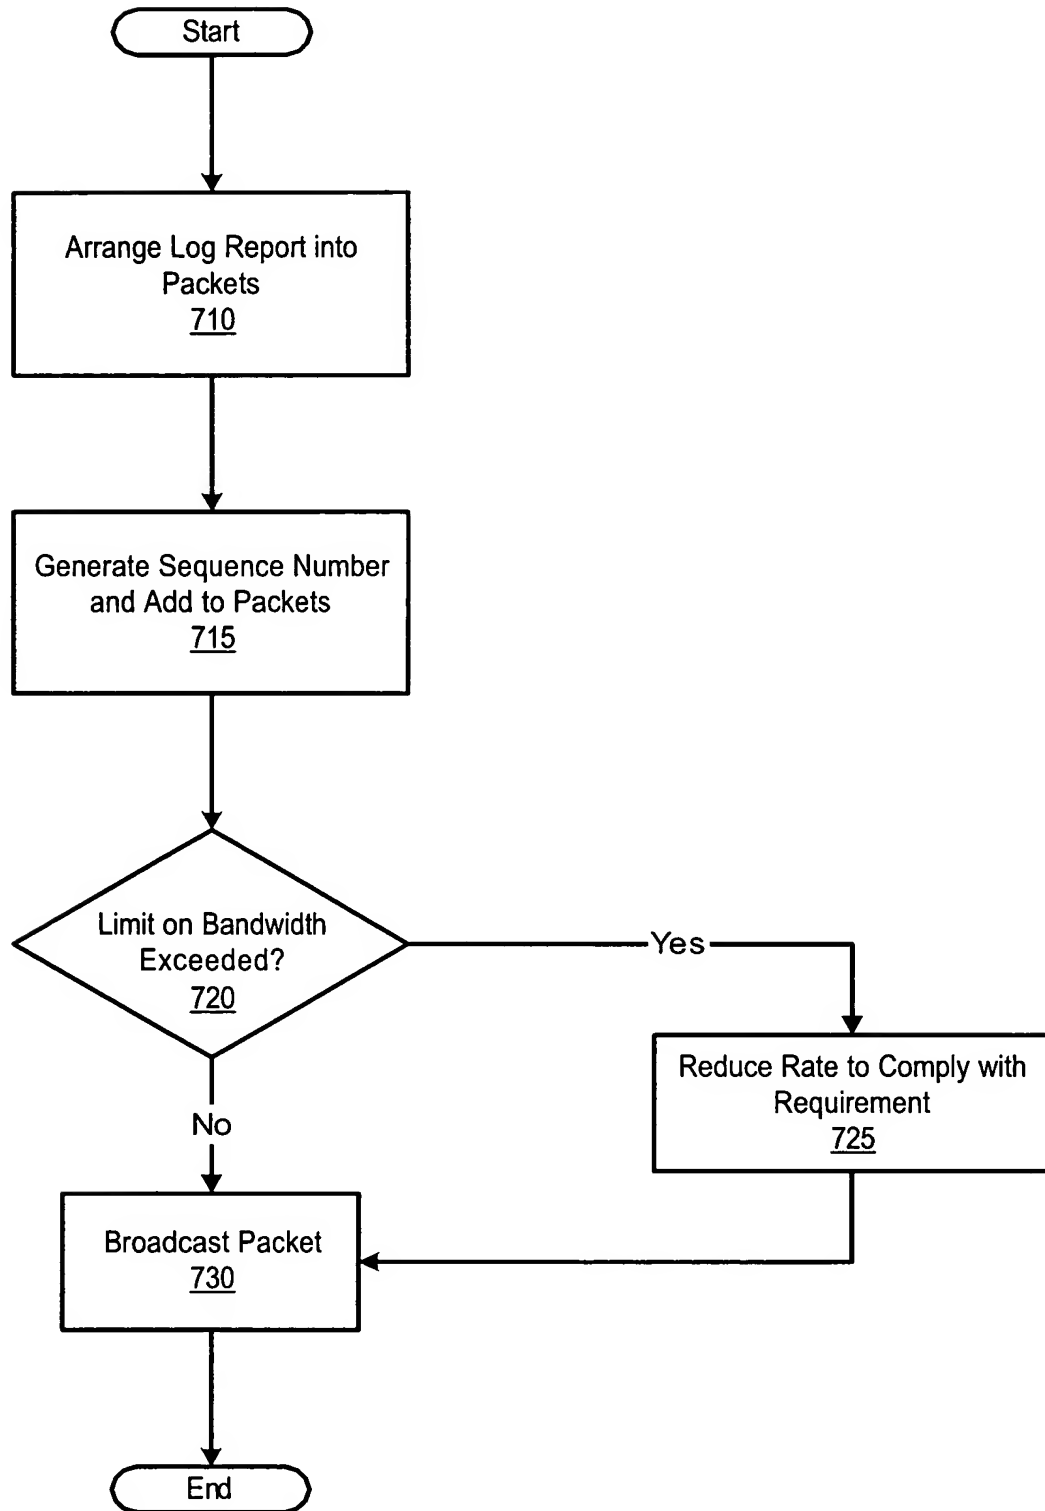 Start
Arrange Log Report into
Packets
710
Generate Sequence Number
and Add to Packets
715
Limit on Bandwidth
Exceeded?
720
Yes
Reduce Rate to Comply with
Requirement
725
No
Broadcast Packet
730
End